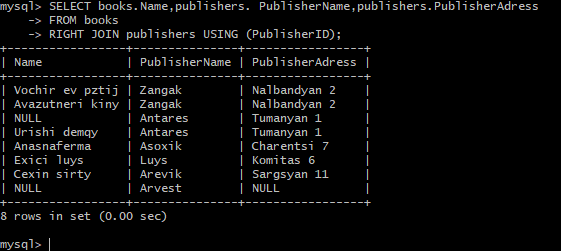 mysql> SELECT books.Name,publishers. PublisherName,publishers.PublisherAdress
    -> FROM books
    -> RIGHT JOIN publishers USING (PublisherID);
+------------------+---------------+-----------------+
| Name             | PublisherName | PublisherAdress |
+------------------+---------------+-----------------+
| Vochir ev pztij  | Zangak        | Nalbandyan 2    |
| Avazutneri kiny  | Zangak        | Nalbandyan 2    |
| NULL             | Antares       | Tumanyan 1      |
| Urishi demqy     | Antares       | Tumanyan 1      |
| Anasnaferma      | Asoxik        | Charentsi 7     |
| Exici luys       | Luys          | Komitas 6       |
| Cexin sirty      | Arevik        | Sargsyan 11     |
| NULL             | Arvest        | NULL            |
+------------------+---------------+-----------------+
8 rows in set (0.00 sec)
mysql>